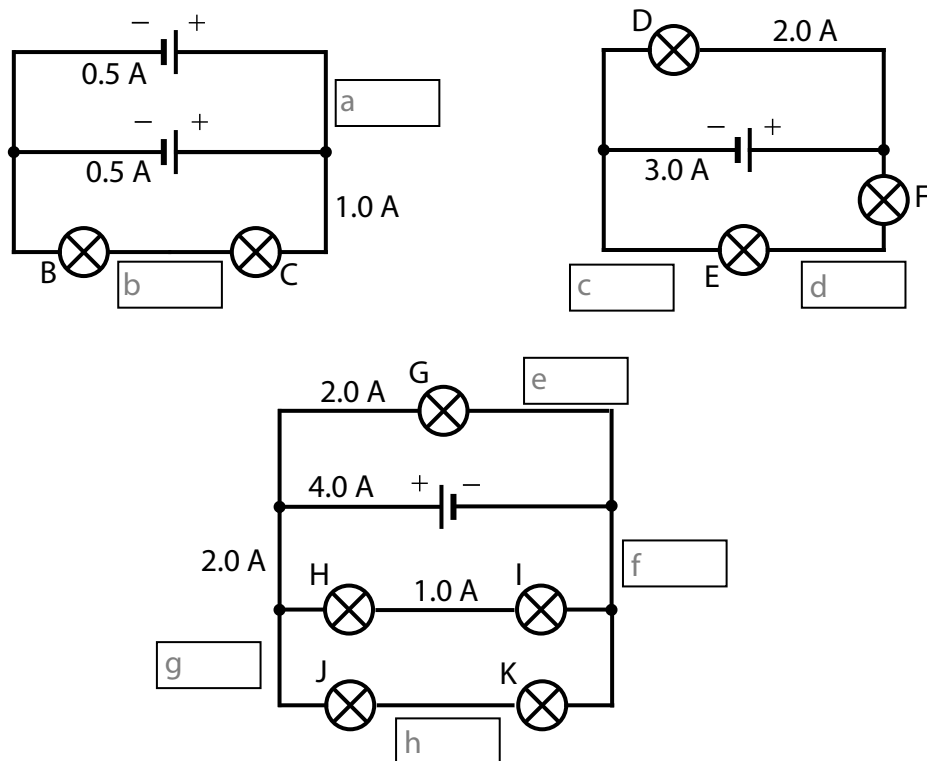 − +
0.5 A
a
− +
0.5 A
1.0 A
B
C
b
D
2.0 A
− +
3.0 A
F
c
E
d
G
e
2.0 A
4.0 A
+ −
2.0 A
f
H
1.0 A
I
g
J
K
h